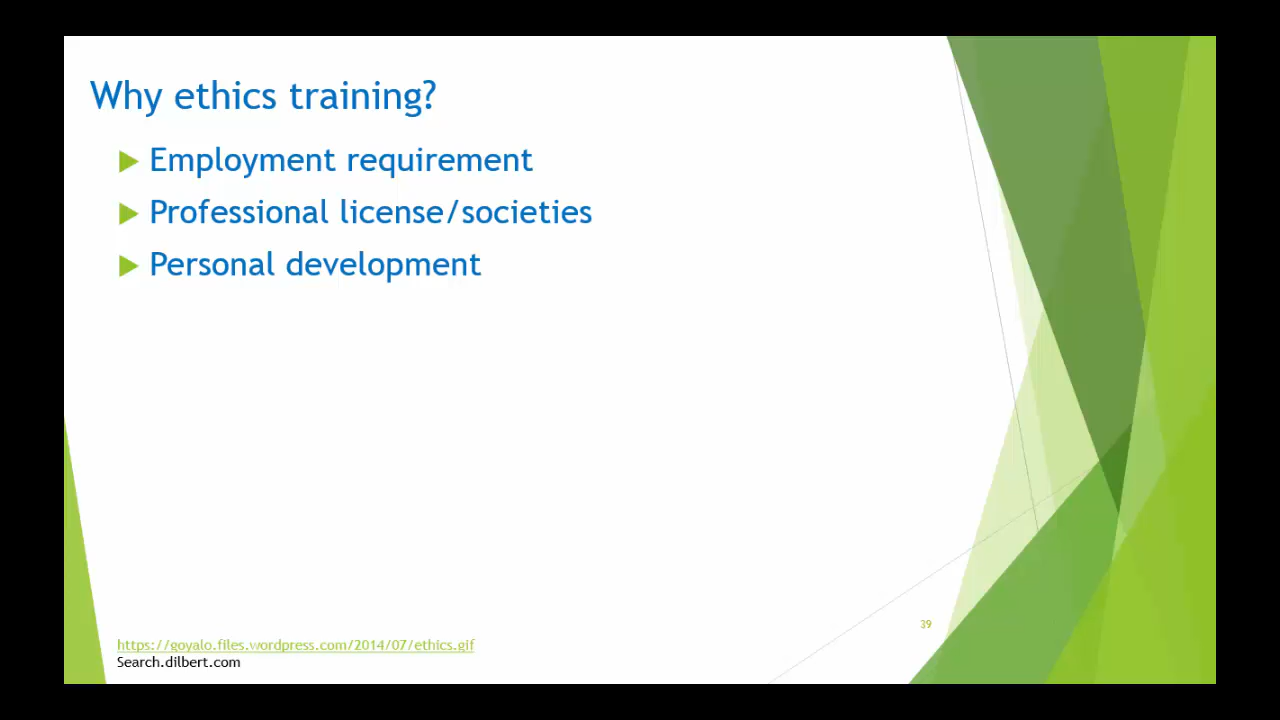 Why ethics training?
Employment requirement
Professional license/societies
Personal development
39
https://goyalo.files.wordpress.com/2014/07/ethics.gif
Search.dilbert.com